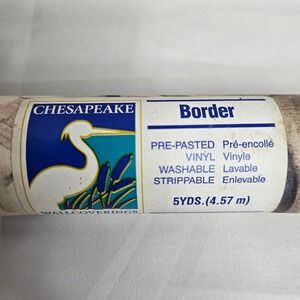 CHESAPEAKE
WALLCOVERINGS
Border
PRE-PASTED Pré-encollé
VINYL Vinyle
WASHABLE Lavable
STRIPPABLE Enlevable
5YDS.(4.57 m)